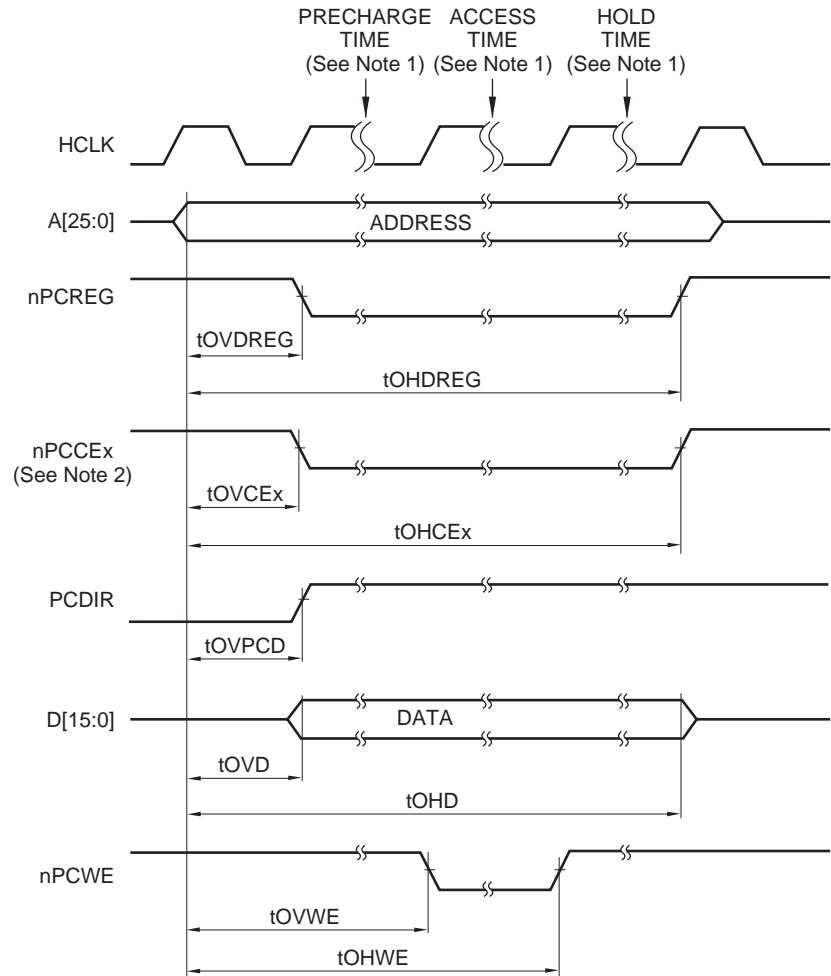 PRECHARGE TIME (See Note 1)
ACCESS TIME (See Note 1)
HOLD TIME (See Note 1)
HCLK
A[25:0]
ADDRESS
nPCREG
tOVDREG
tOHDREG
nPCCEx
(See Note 2)
tOVCEx
tOHCEx
PCDIR
tOVPCD
D[15:0]
DATA
tOVD
tOHD
nPCWE
tOVWE
tOHWE